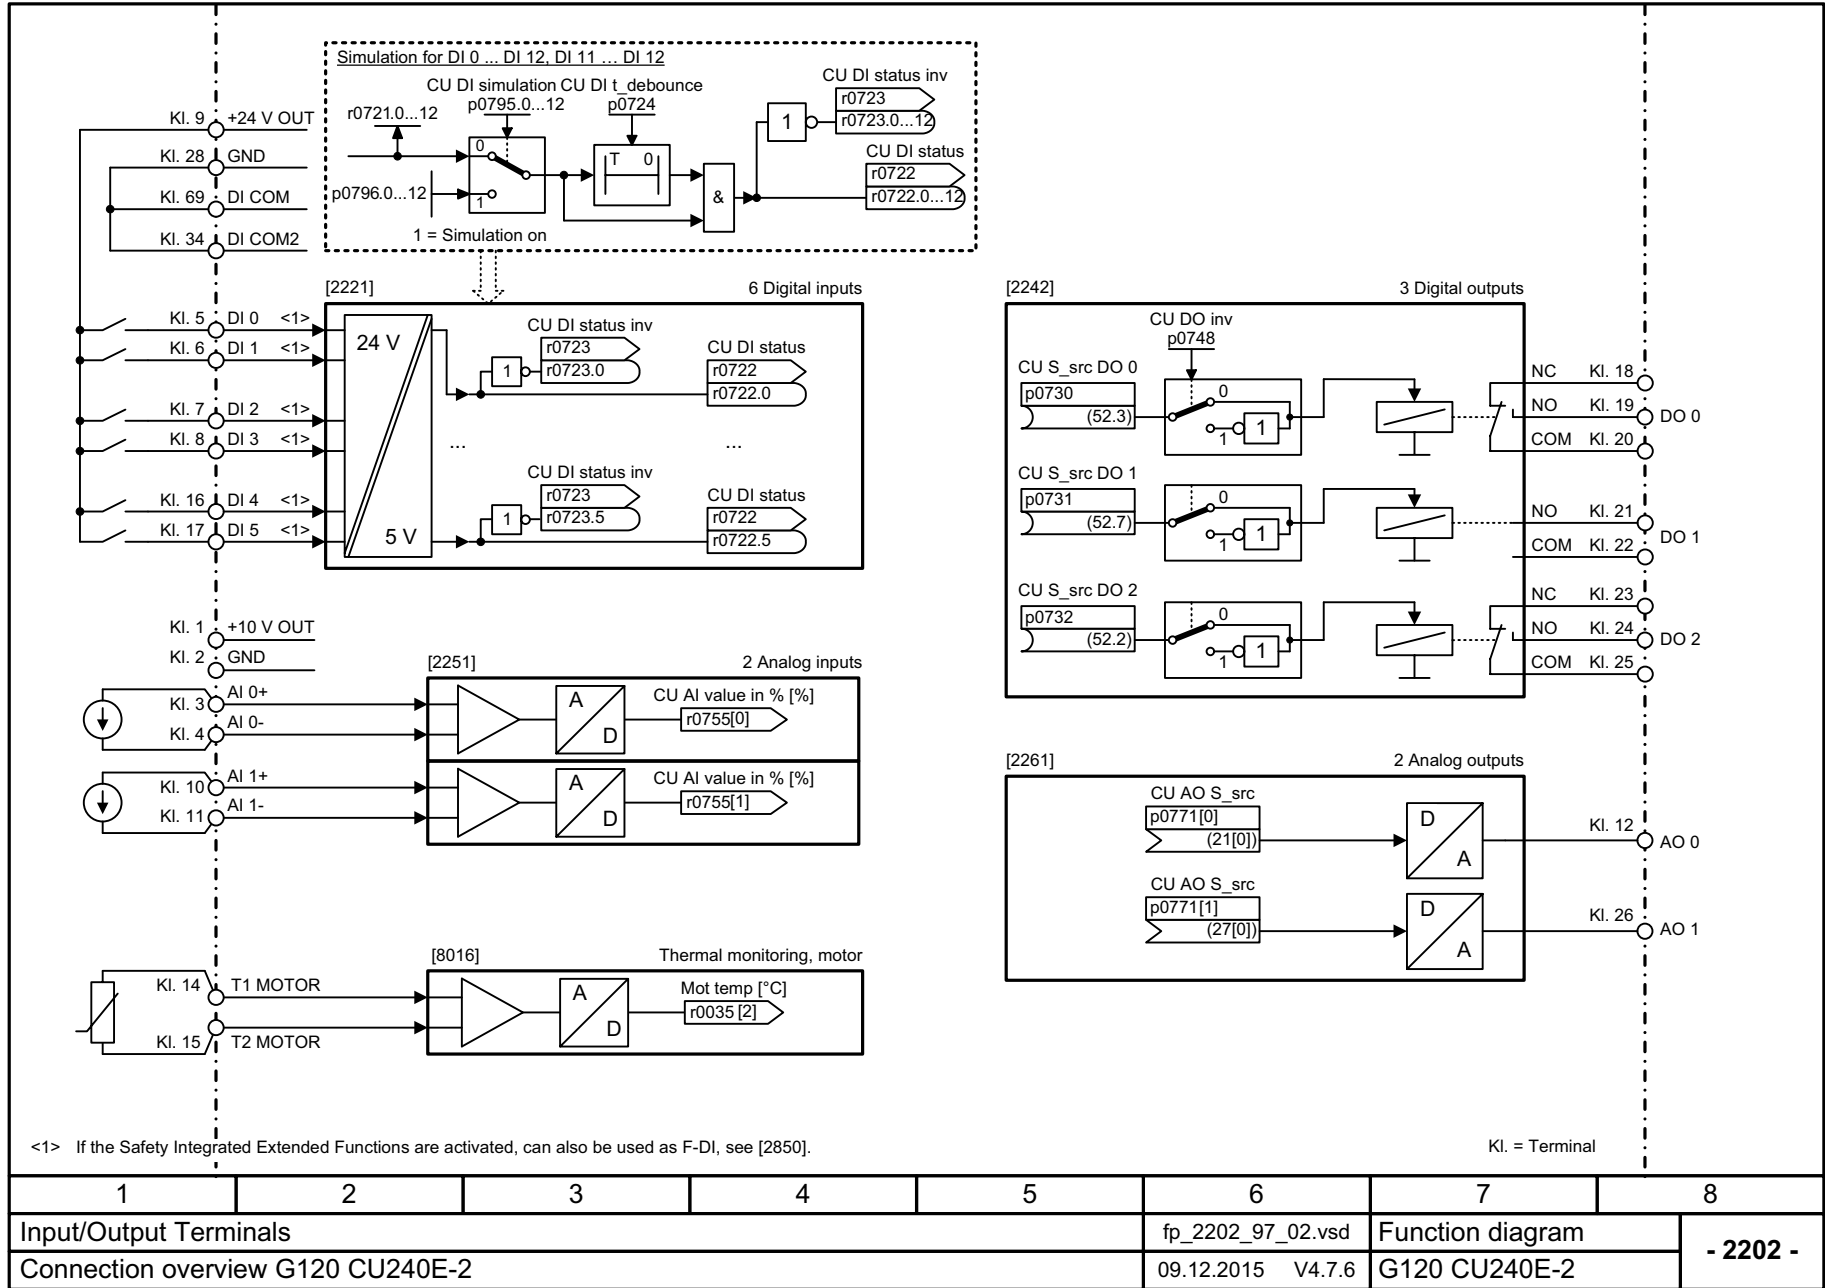 Simulation for DI 0 ... DI 12, DI 11 … DI 12
CU DI simulation
CU DI t_debounce
p0795.0...12
p0724
r0721.0...12
0
1
p0796.0...12
1 = Simulation on
T 0
&
1
CU DI status inv
r0723
r0723.0...12
CU DI status
r0722
r0722.0...12
Kl. 9 +24 V OUT
Kl. 28 GND
Kl. 69 DI COM
Kl. 34 DI COM2
[2221] 6 Digital inputs
Kl. 5 DI 0 <1>
Kl. 6 DI 1 <1>
Kl. 7 DI 2 <1>
Kl. 8 DI 3 <1>
Kl. 16 DI 4 <1>
Kl. 17 DI 5 <1>
24 V
5 V
CU DI status inv
r0723
r0723.0
1
CU DI status
r0722
r0722.0
...
...
CU DI status inv
r0723
r0723.5
1
CU DI status
r0722
r0722.5
Kl. 1 +10 V OUT
Kl. 2 GND
[2251] 2 Analog inputs
Kl. 3 AI 0+
Kl. 4 AI 0-
A
D
CU AI value in % [%]
r0755[0]
Kl. 10 AI 1+
Kl. 11 AI 1-
A
D
CU AI value in % [%]
r0755[1]
[8016] Thermal monitoring, motor
Kl. 14 T1 MOTOR
Kl. 15 T2 MOTOR
A
D
Mot temp [°C]
r0035 [2]
[2242] 3 Digital outputs
CU DO inv
p0748
CU S_src DO 0
p0730
(52.3)
0
1
1
NC Kl. 18
NO Kl. 19
COM Kl. 20
DO 0
CU S_src DO 1
p0731
(52.7)
0
1
1
NO Kl. 21
COM Kl. 22
DO 1
CU S_src DO 2
p0732
(52.2)
0
1
1
NC Kl. 23
NO Kl. 24
COM Kl. 25
DO 2
[2261] 2 Analog outputs
CU AO S_src
p0771[0]
(21[0])
D
A
Kl. 12
AO 0
CU AO S_src
p0771[1]
(27[0])
D
A
Kl. 26
AO 1
<1> If the Safety Integrated Extended Functions are activated, can also be used as F-DI, see [2850].
Kl. = Terminal
1 2 3 4 5 6 7 8
Input/Output Terminals
fp_2202_97_02.vsd
Function diagram
- 2202 -
Connection overview G120 CU240E-2
09.12.2015 V4.7.6
G120 CU240E-2